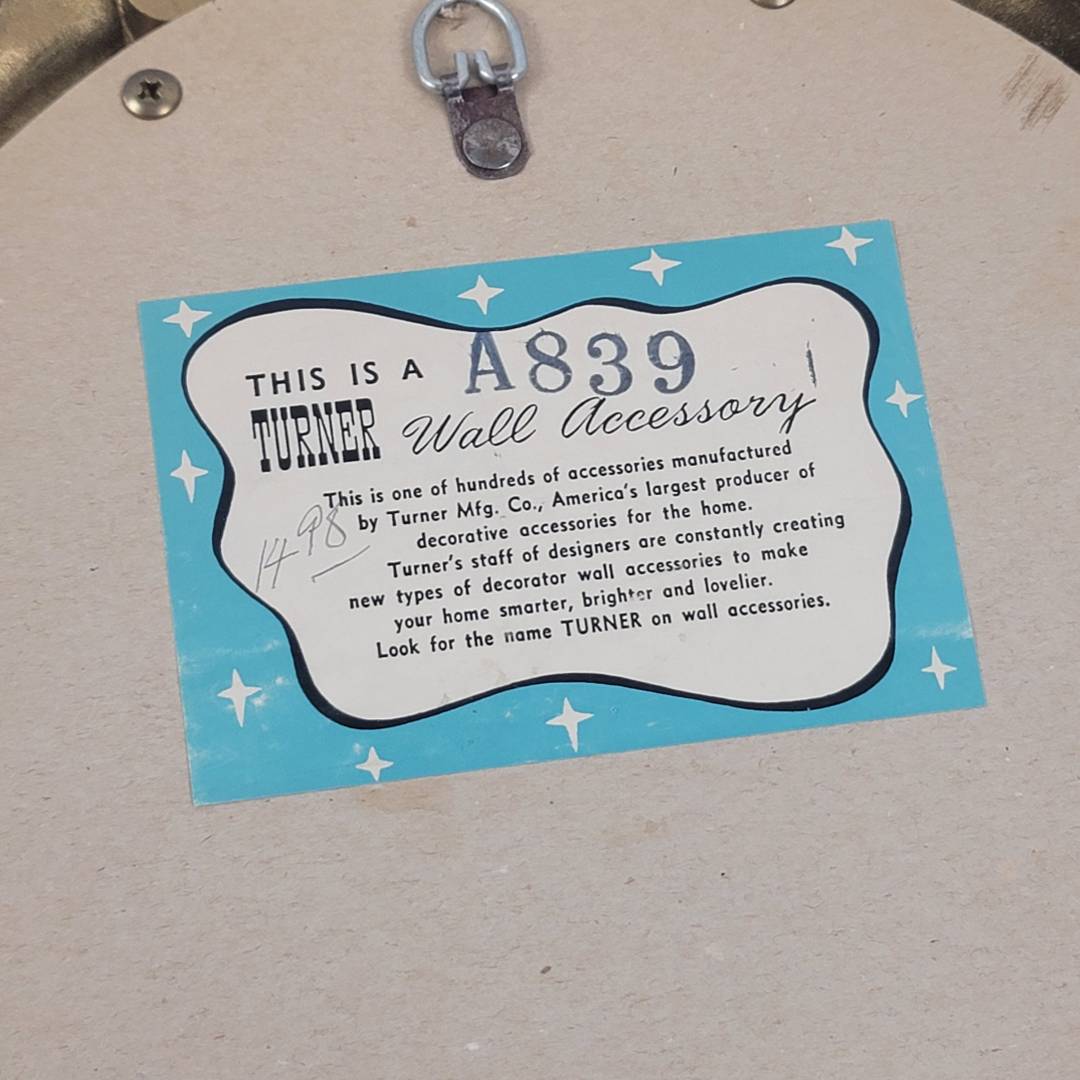 THIS IS A A839
TURNER Wall Accessory
This is one of hundreds of accessories manufactured
by Turner Mfg. Co., America's largest producer of
decorative accessories for the home.
Turner's staff of designers are constantly creating
new types of decorator wall accessories to make
your home smarter, brighter and lovelier.
Look for the name TURNER on wall accessories.
14 98